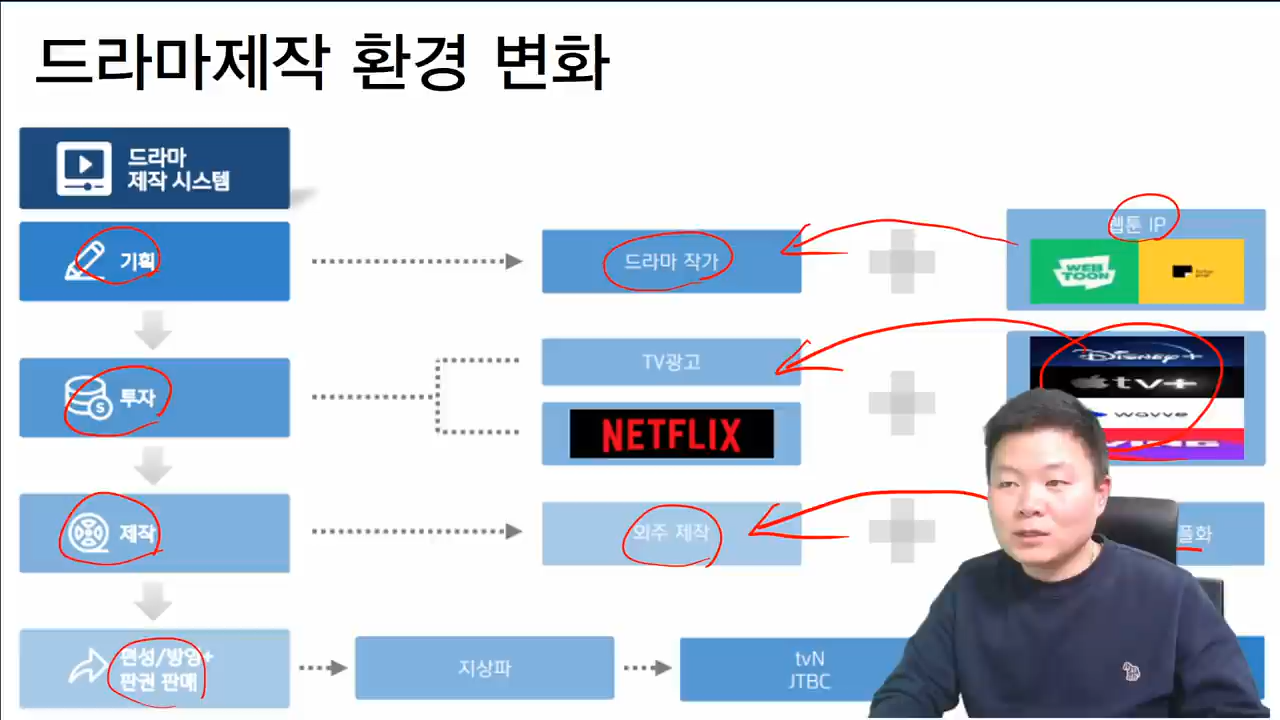 드라마제작 환경 변화
드라마
제작 시스템
기획
드라마 작가
웹툰 IP
WEB
TOON
투자
TV광고
NETFLIX
Disney+
tv+
wavve
제작
외주 제작
편성/방영+
판권 판매
지상파
tvN
JTBC